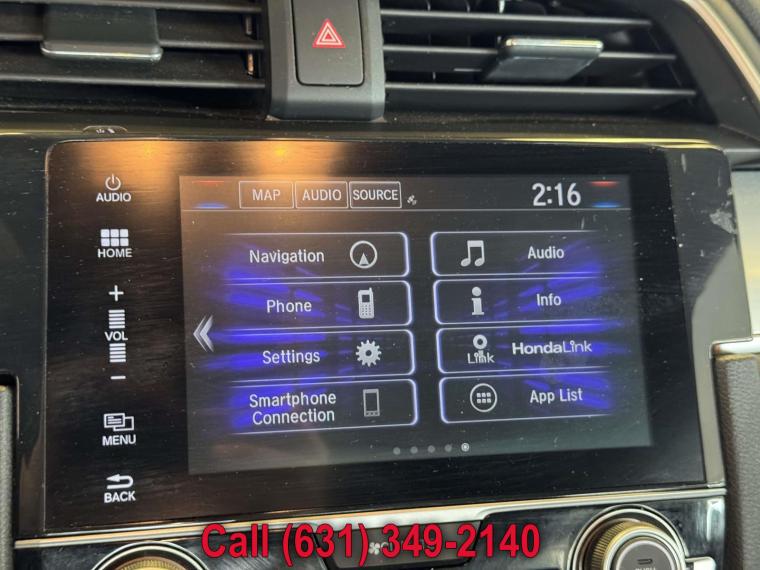 AUDIO
HOME
VOL
MENU
BACK
MAP AUDIO SOURCE 2:16
Navigation
Audio
Phone
Info
Settings
Link HondaLink
Smartphone
Connection
App List
Call (631) 349-2140